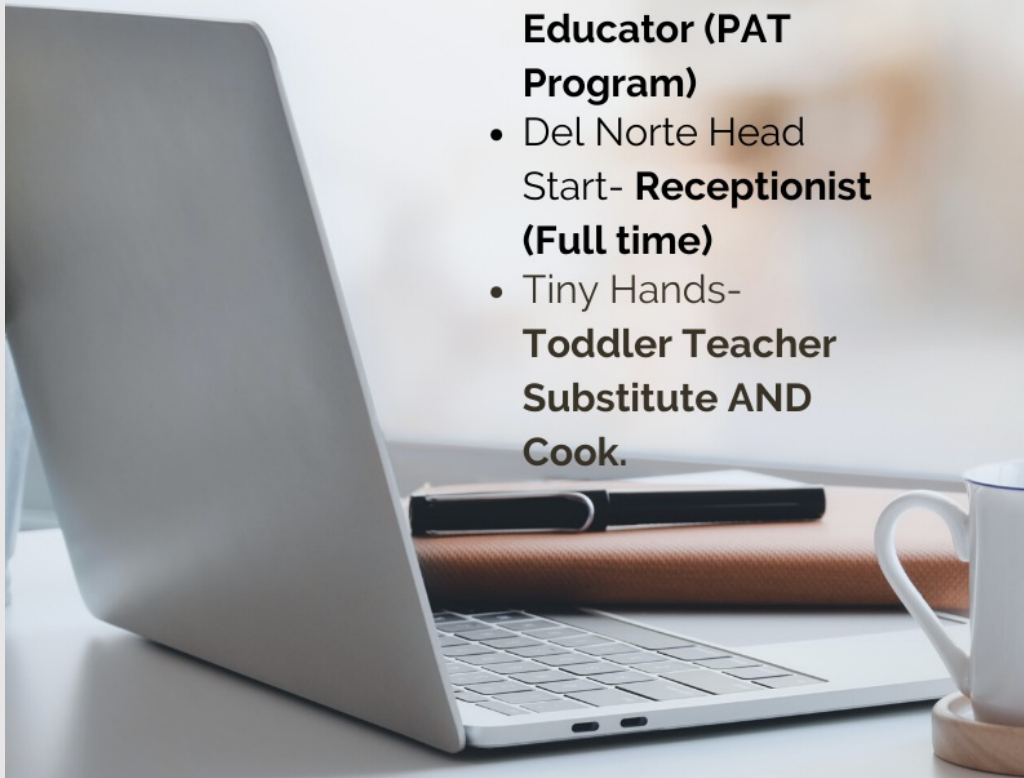 Educator (PAT
Program)
• Del Norte Head
Start- Receptionist
(Full time)
• Tiny Hands-
Toddler Teacher
Substitute AND
Cook.